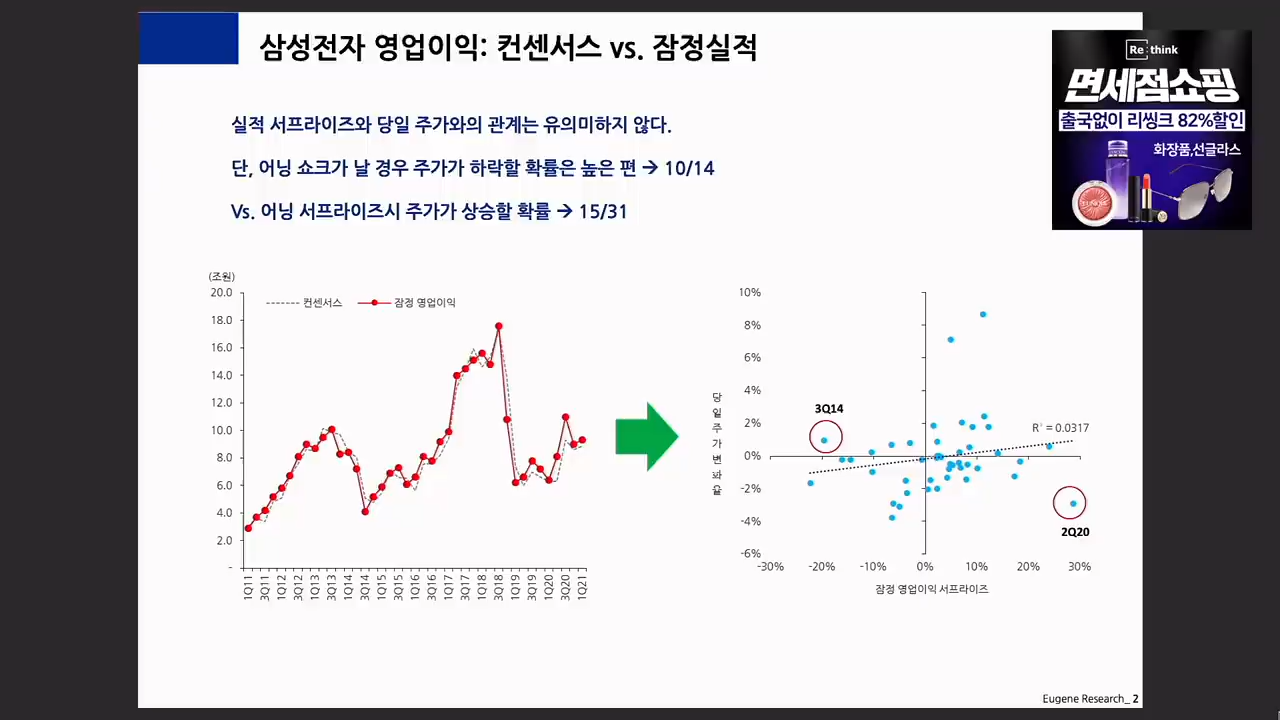 삼성전자 영업이익: 컨센서스 vs. 잠정실적
Re:think
면세점쇼핑
출국없이 리씽크 82%할인
화장품,선글라스
실적 서프라이즈와 당일 주가와의 관계는 유의미하지 않다.
단, 어닝 쇼크가 날 경우 주가가 하락할 확률은 높은 편 → 10/14
Vs. 어닝 서프라이즈시 주가가 상승할 확률 → 15/31
(조원)
컨센서스
잠정 영업이익
20.0
18.0
16.0
14.0
12.0
10.0
8.0
6.0
4.0
2.0
-
1Q11
3Q11
1Q12
3Q12
1Q13
3Q13
1Q14
3Q14
1Q15
3Q15
1Q16
3Q16
1Q17
3Q17
1Q18
3Q18
1Q19
3Q19
1Q20
3Q20
1Q21
당일주가변화율
10%
8%
6%
4%
2%
0%
-2%
-4%
-6%
3Q14
R² = 0.0317
2Q20
-30%
-20%
-10%
0%
10%
20%
30%
잠정 영업이익 서프라이즈
Eugene Research_ 2